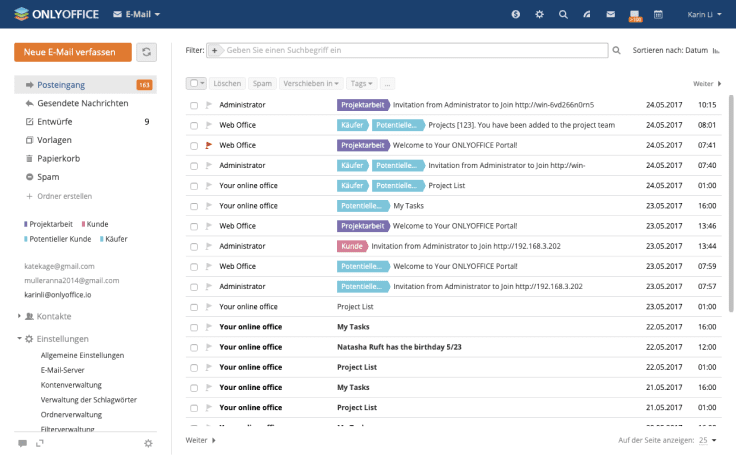 ONLYOFFICE E-Mail Karin Li
Neue E-Mail verfassen
Filter: Geben Sie einen Suchbegriff ein Sortieren nach: Datum
Löschen Spam Verschieben in Tags ... Weiter
Posteingang 163
Gesendete Nachrichten
Entwürfe 9
Vorlagen
Papierkorb
Spam
Ordner erstellen
Projektarbeit Kunde
Potentieller Kunde Käufer
katekage@gmail.com
mulleranna2014@gmail.com
karinli@onlyoffice.io
Kontakte
Einstellungen
Allgemeine Einstellungen
E-Mail-Server
Kontenverwaltung
Verwaltung der Schlagwörter
Ordnerverwaltung
Filterverwaltung
Administrator Projektarbeit Invitation from Administrator to Join http://win-6vd266n0rn5 24.05.2017 10:15
Web Office Käufer Potentielle... Projects [123]. You have been added to the project team 24.05.2017 08:01
Web Office Projektarbeit Welcome to Your ONLYOFFICE Portal! 24.05.2017 07:41
Administrator Käufer Potentielle... Invitation from Administrator to Join http://win- 24.05.2017 07:40
Your online office Käufer Potentielle... Project List 24.05.2017 01:00
Your online office Potentielle... My Tasks 23.05.2017 16:00
Web Office Projektarbeit Welcome to Your ONLYOFFICE Portal! 23.05.2017 13:46
Administrator Kunde Invitation from Administrator to Join http://192.168.3.202 23.05.2017 13:44
Web Office Potentielle... Welcome to Your ONLYOFFICE Portal! 23.05.2017 07:59
Administrator Potentielle... Invitation from Administrator to Join http://192.168.3.202 23.05.2017 07:57
Your online office Project List 23.05.2017 01:00
Your online office My Tasks 22.05.2017 16:00
Your online office Natasha Ruft has the birthday 5/23 22.05.2017 12:00
Your online office Project List 22.05.2017 01:00
Your online office My Tasks 21.05.2017 16:00
Your online office Project List 21.05.2017 01:00
Weiter Auf der Seite anzeigen: 25